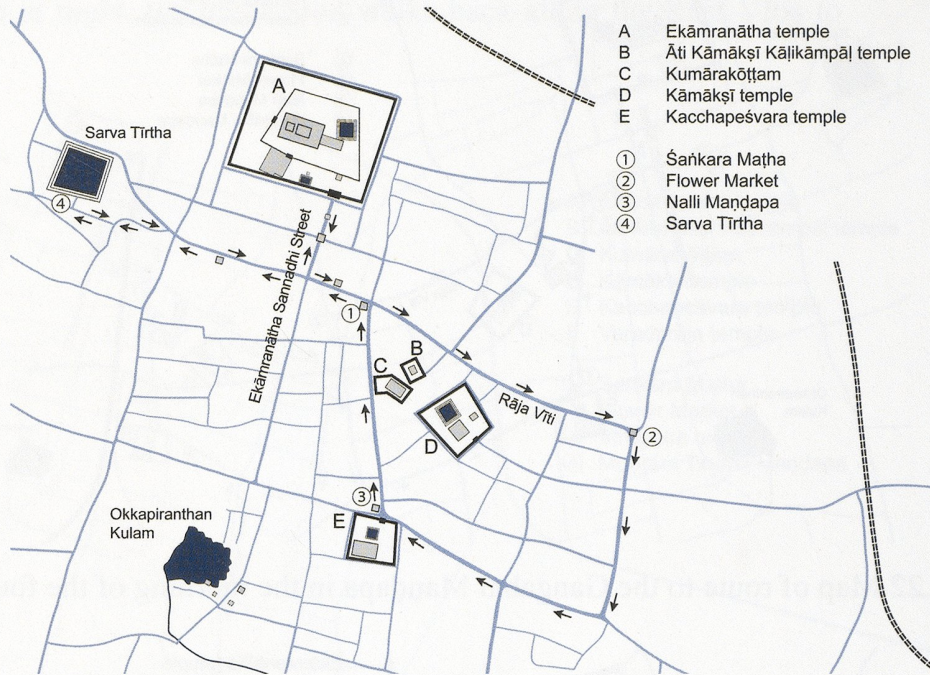 A Ekāmranātha temple
B Āti Kāmākṣī Kāḷikāmpāḷ temple
C Kumārakōṭṭam
D Kāmākṣī temple
E Kacchapeśvara temple
1 Śaṅkara Maṭha
2 Flower Market
3 Nalli Maṇḍapa
4 Sarva Tīrtha
A
Sarva Tīrtha
4
Ekāmranātha Sannadhi Street
1
B
C
Rāja Vīti
D
2
3
E
Okkapiranthan
Kulam